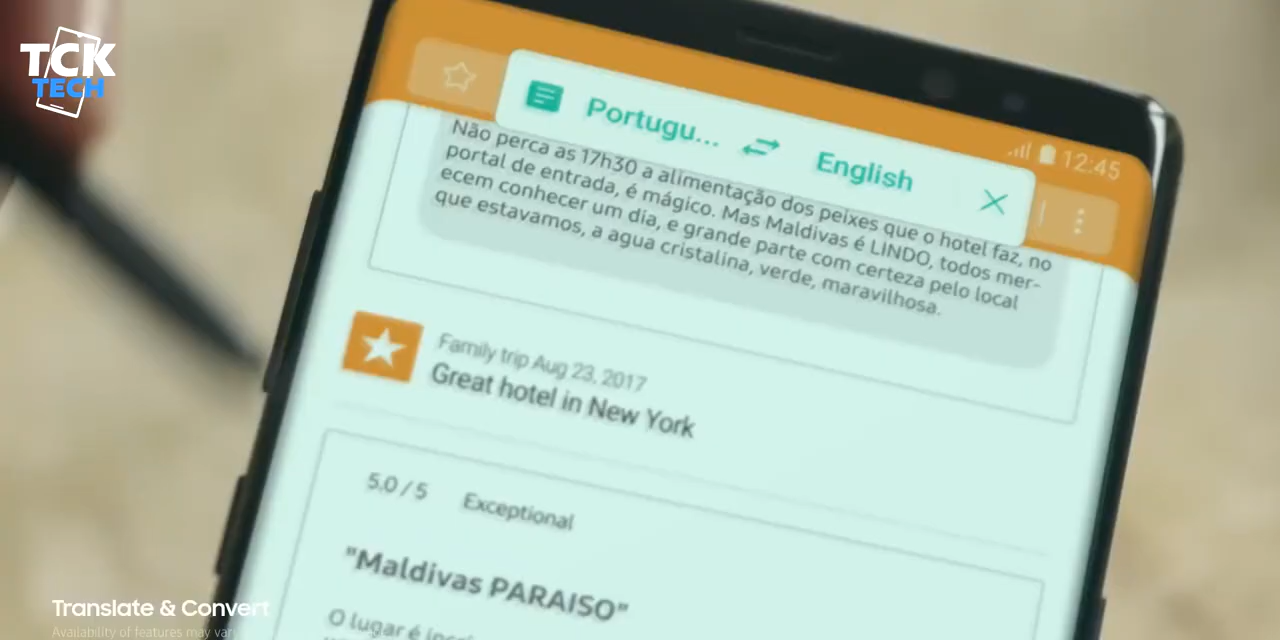 TCK
TECH
Portugu...
English
12:45
Não perca as 17h30 a alimentação dos peixes que o hotel faz, no
portal de entrada, é mágico. Mas Maldivas é LINDO, todos mer-
ecem conhecer um dia, e grande parte com certeza pelo local
que estavamos, a agua cristalina, verde, maravilhosa.
Family trip Aug 23, 2017
Great hotel in New York
5.0 / 5 Exceptional
"Maldivas PARAISO"
O lugar é
Translate & Convert
Availability of features may